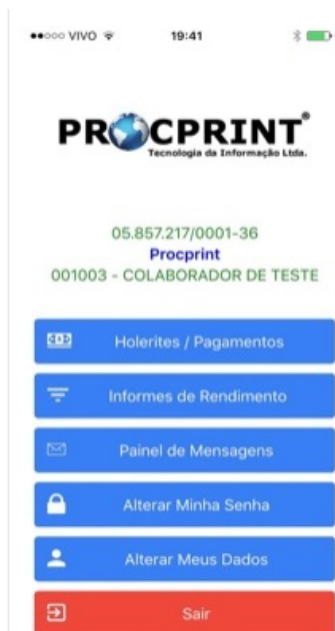 VIVO 19:41
PROCPRINT®
Tecnologia da Informação Ltda.
05.857.217/0001-36
Procprint
001003 - COLABORADOR DE TESTE
Holerites / Pagamentos
Informes de Rendimento
Painel de Mensagens
Alterar Minha Senha
Alterar Meus Dados
Sair